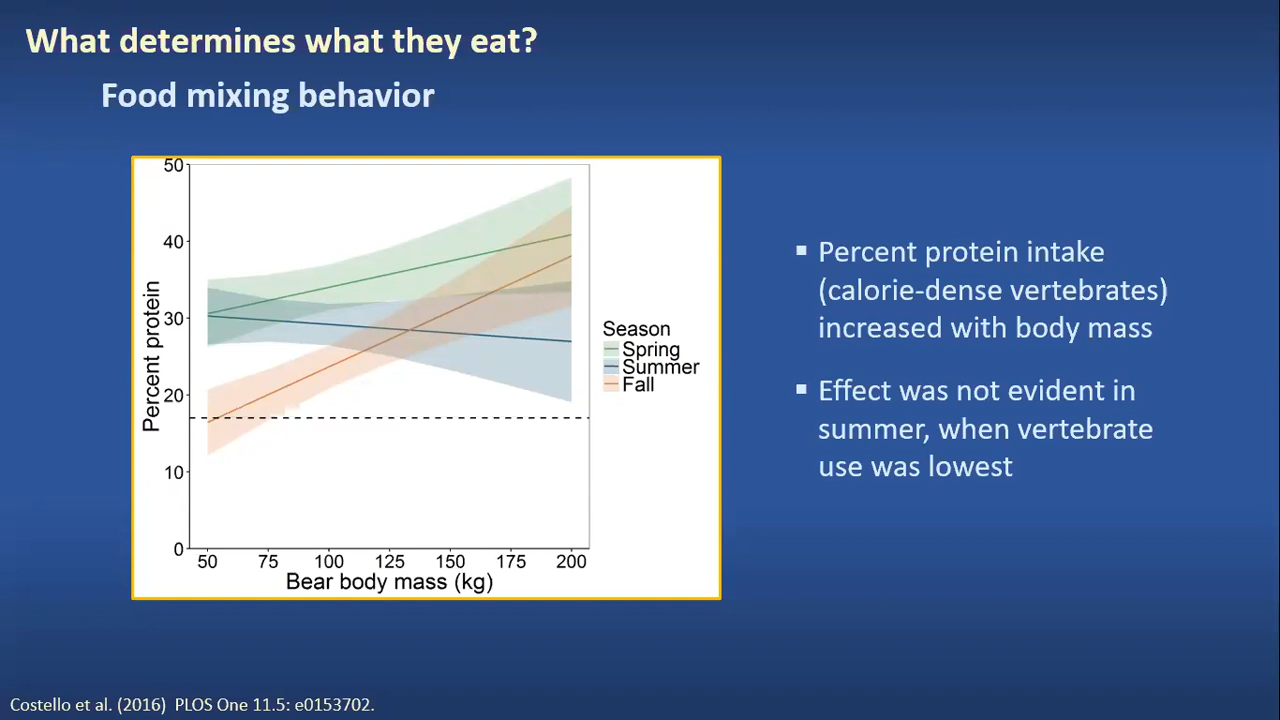 What determines what they eat?
Food mixing behavior
50
40
30
20
10
0
Percent protein
50 75 100 125 150 175 200
Bear body mass (kg)
Season
Spring
Summer
Fall
▪ Percent protein intake
(calorie-dense vertebrates)
increased with body mass
▪ Effect was not evident in
summer, when vertebrate
use was lowest
Costello et al. (2016)  PLOS One 11.5: e0153702.